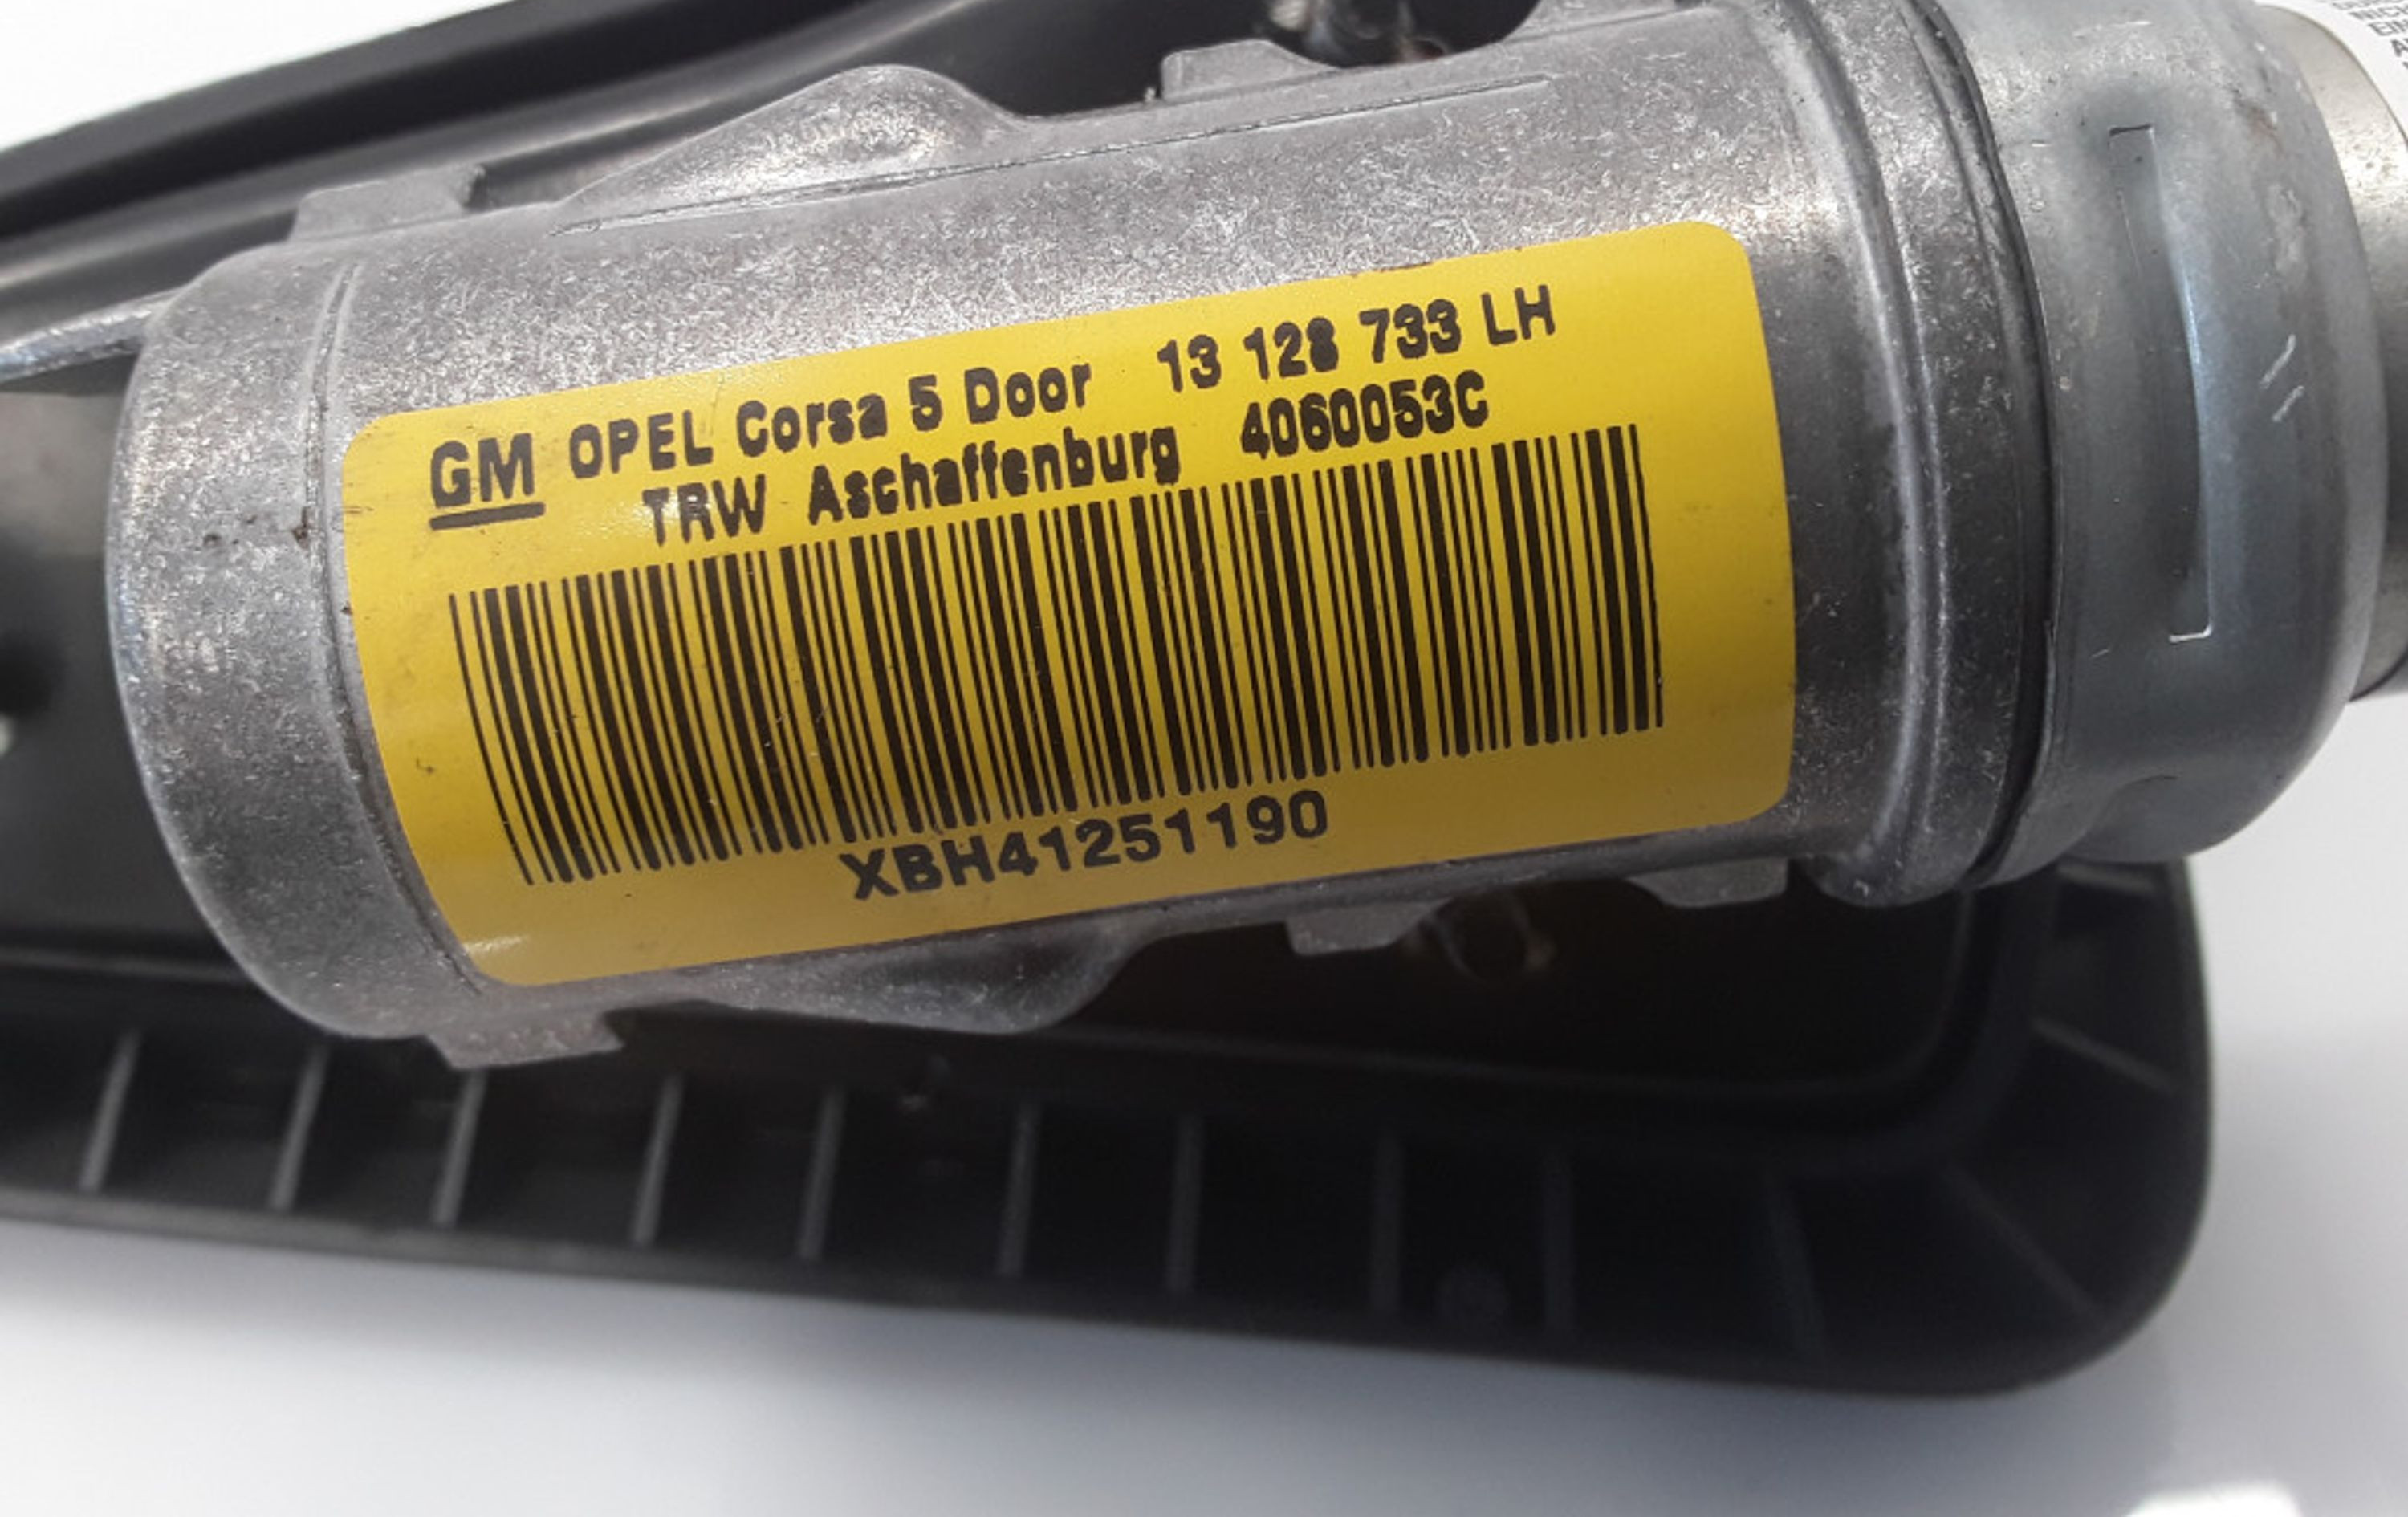 GM OPEL Corsa 5 Door 13 128 733 LH
TRW Aschaffenburg 4060053C
XBH41251190